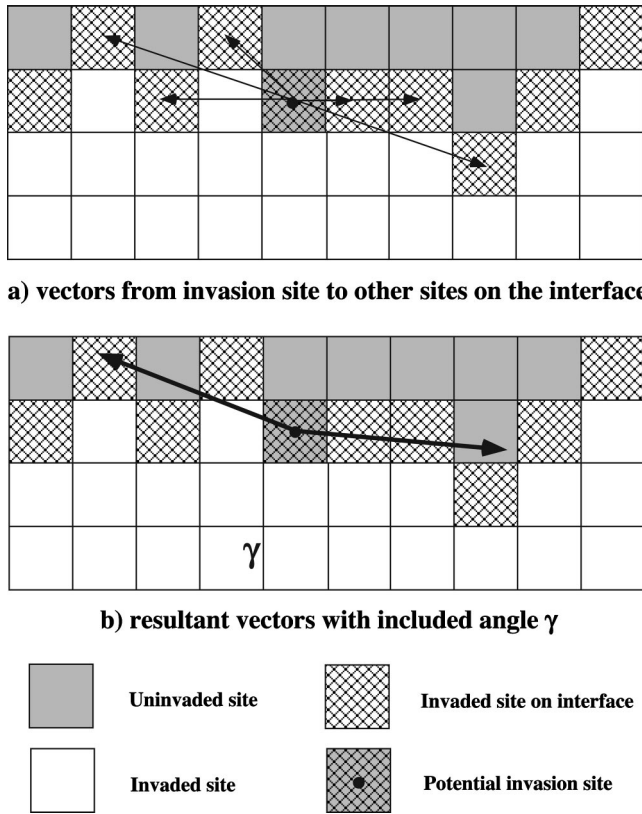 a) vectors from invasion site to other sites on the interface
γ
b) resultant vectors with included angle γ
Uninvaded site
Invaded site on interface
Invaded site
Potential invasion site